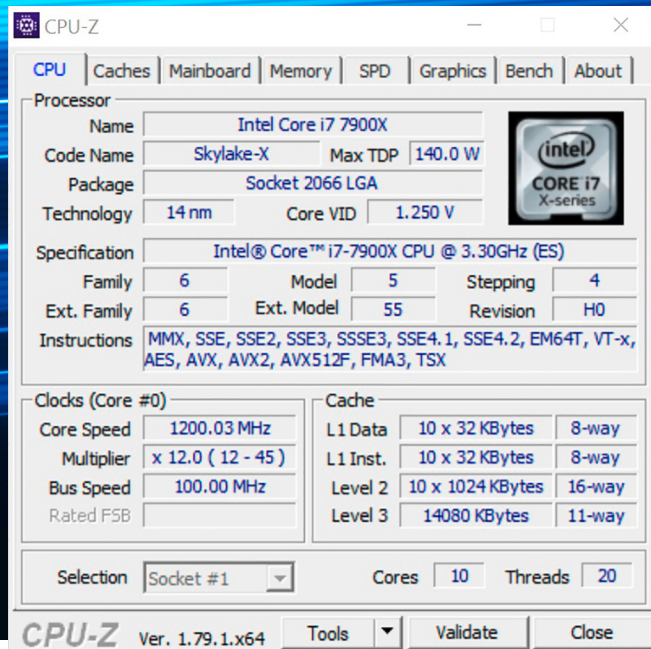 CPU-Z
CPU Caches Mainboard Memory SPD Graphics Bench About
Processor
Name Intel Core i7 7900X
Code Name Skylake-X Max TDP 140.0 W
Package Socket 2066 LGA
Technology 14 nm Core VID 1.250 V
intel
CORE i7
X-series
Specification Intel® Core™ i7-7900X CPU @ 3.30GHz (ES)
Family 6 Model 5 Stepping 4
Ext. Family 6 Ext. Model 55 Revision H0
Instructions MMX, SSE, SSE2, SSE3, SSSE3, SSE4.1, SSE4.2, EM64T, VT-x,
AES, AVX, AVX2, AVX512F, FMA3, TSX
Clocks (Core #0)
Core Speed 1200.03 MHz
Multiplier x 12.0 ( 12 - 45 )
Bus Speed 100.00 MHz
Rated FSB
Cache
L1 Data 10 x 32 KBytes 8-way
L1 Inst. 10 x 32 KBytes 8-way
Level 2 10 x 1024 KBytes 16-way
Level 3 14080 KBytes 11-way
Selection Socket #1 Cores 10 Threads 20
CPU-Z Ver. 1.79.1.x64 Tools Validate Close